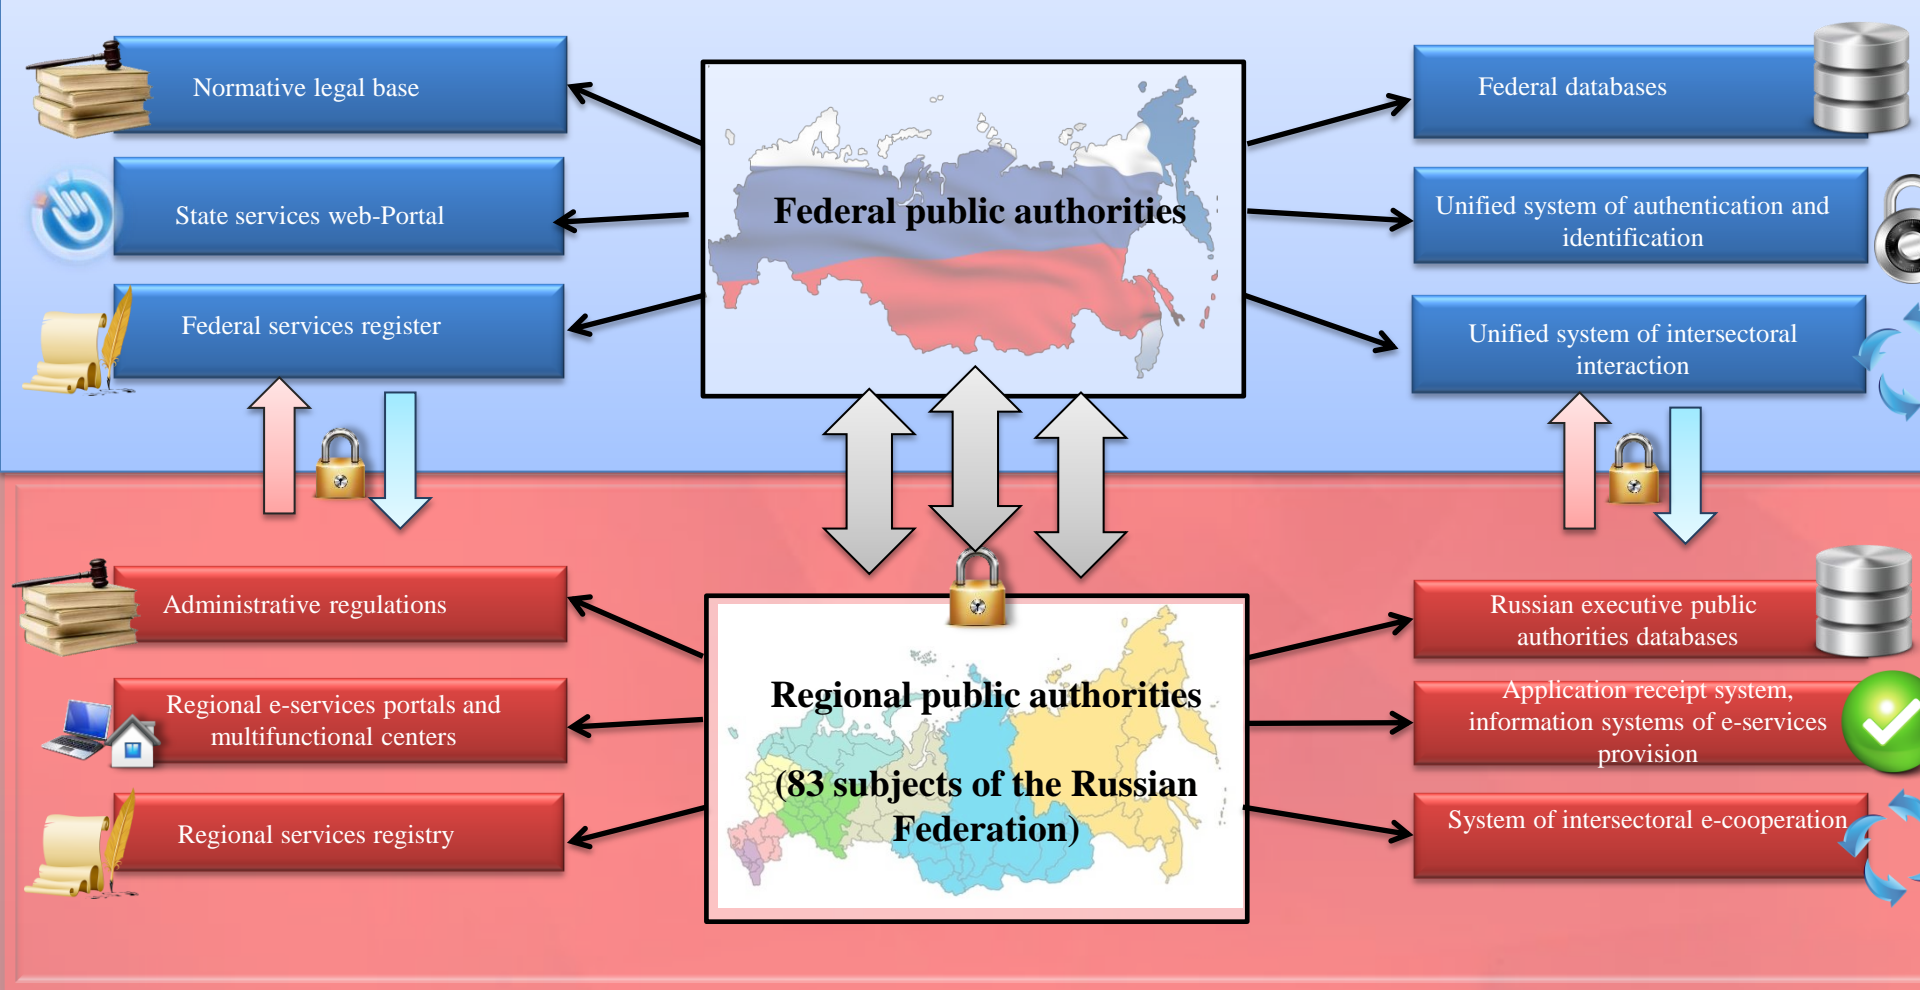 Normative legal base
State services web-Portal
Federal services register
Federal public authorities
Federal databases
Unified system of authentication and
identification
Unified system of intersectoral
interaction
Administrative regulations
Regional e-services portals and
multifunctional centers
Regional services registry
Regional public authorities
(83 subjects of the Russian
Federation)
Russian executive public
authorities databases
Application receipt system,
information systems of e-services
provision
System of intersectoral e-cooperation